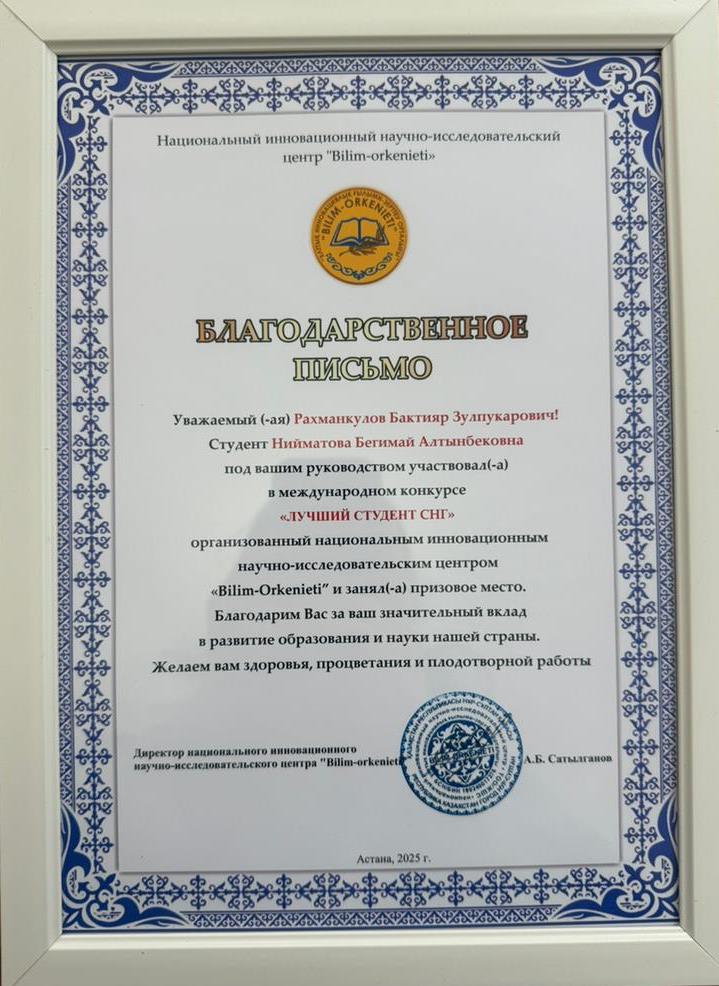 Национальный инновационный научно-исследовательский
центр "Bilim-orkenieti»
"BILIM-ORKENIETI"
БЛАГОДАРСТВЕННОЕ
ПИСЬМО
Уважаемый (-ая) Рахманкулов Бактияр Зулпукарович!
Студент Нийматова Бегимай Алтынбековна
под вашим руководством участвовал(-а)
в международном конкурсе
«ЛУЧШИЙ СТУДЕНТ СНГ»
организованный национальным инновационным
научно-исследовательским центром
«Bilim-Orkenieti” и занял(-а) призовое место.
Благодарим Вас за ваш значительный вклад
в развитие образования и науки нашей страны.
Желаем вам здоровья, процветания и плодотворной работы
Директор национального инновационного
научно-исследовательского центра "Bilim-orkenieti
А.Б. Сатылганов
Астана, 2025 г.